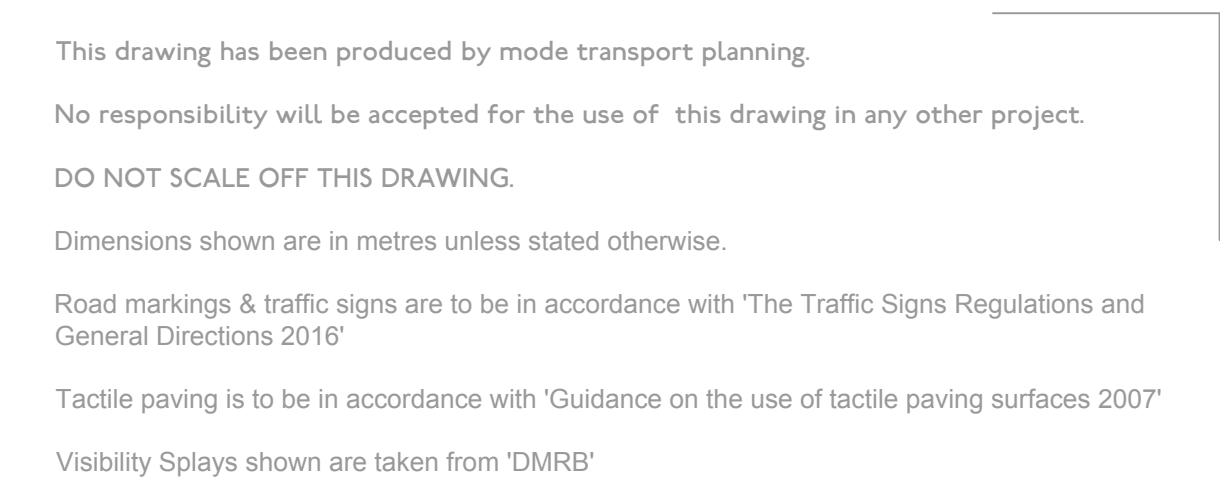 This drawing has been produced by mode transport planning.
No responsibility will be accepted for the use of  this drawing in any other project.
DO NOT SCALE OFF THIS DRAWING.
Dimensions shown are in metres unless stated otherwise.
Road markings & traffic signs are to be in accordance with 'The Traffic Signs Regulations and
General Directions 2016'
Tactile paving is to be in accordance with 'Guidance on the use of tactile paving surfaces 2007'
Visibility Splays shown are taken from 'DMRB'